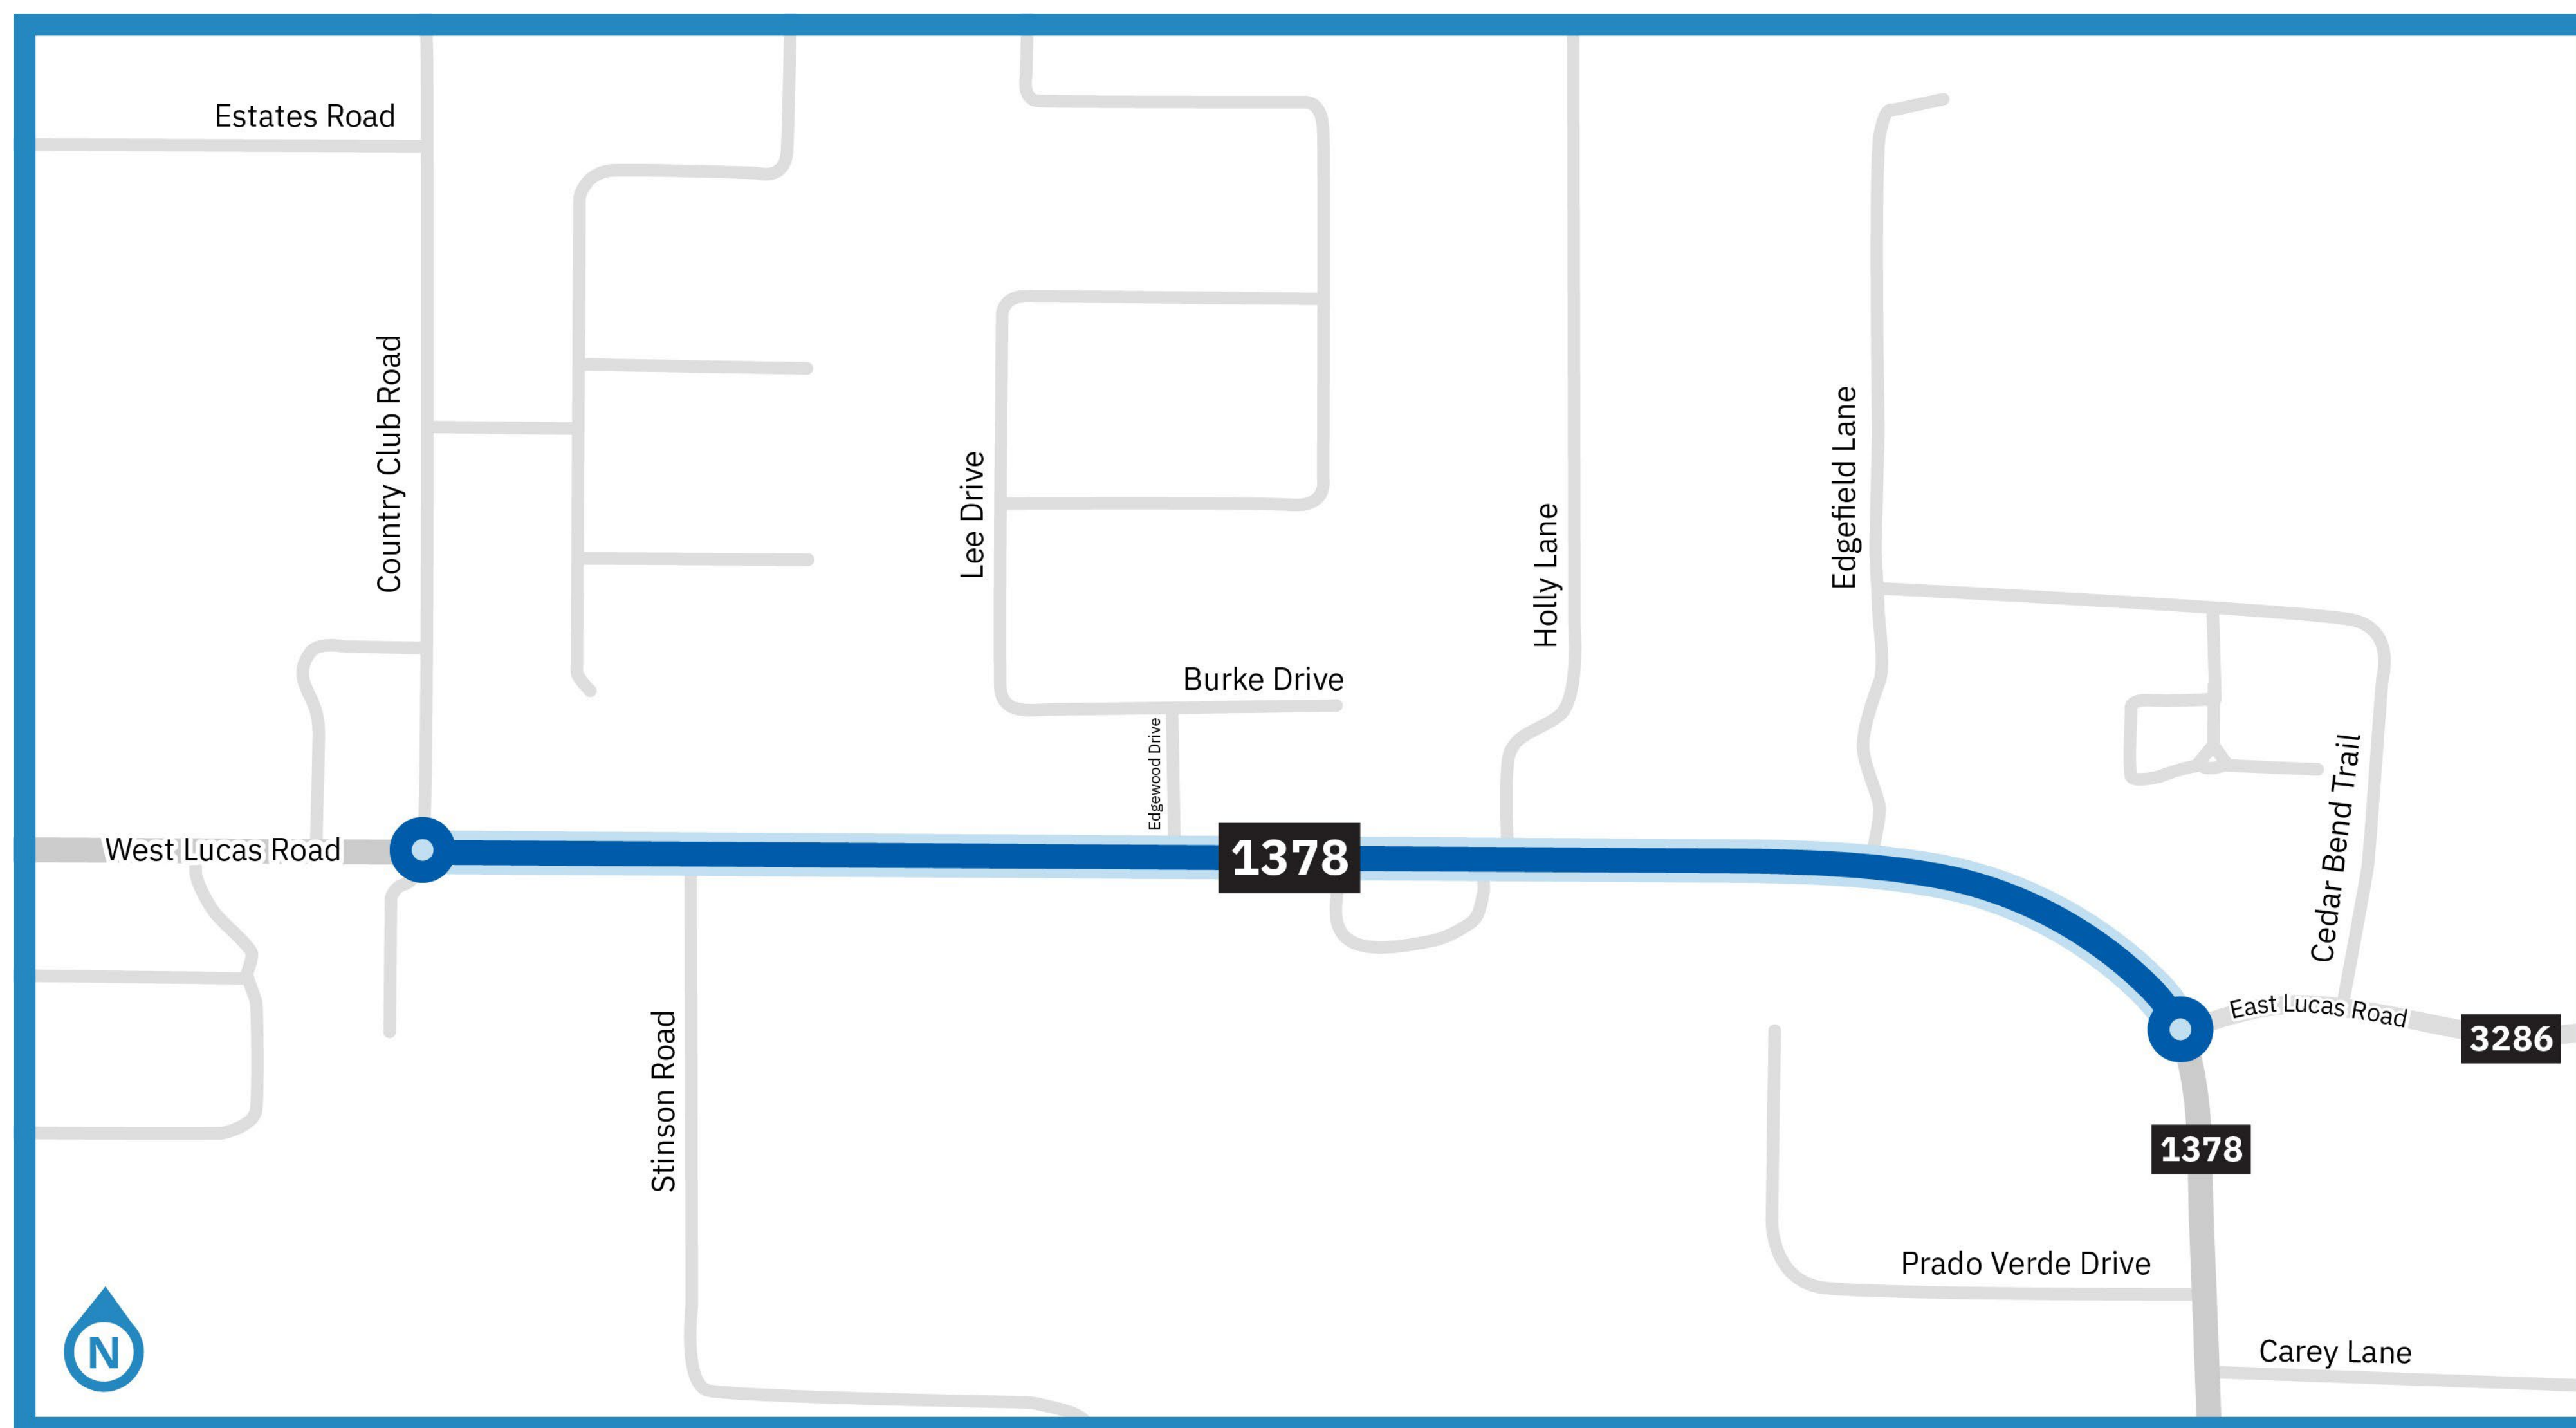 Estates Road
Country Club Road
Lee Drive
Holly Lane
Edgefield Lane
Burke Drive
Edgewood Drive
Cedar Bend Trail
West Lucas Road
1378
East Lucas Road
3286
Stinson Road
1378
Prado Verde Drive
Carey Lane
N